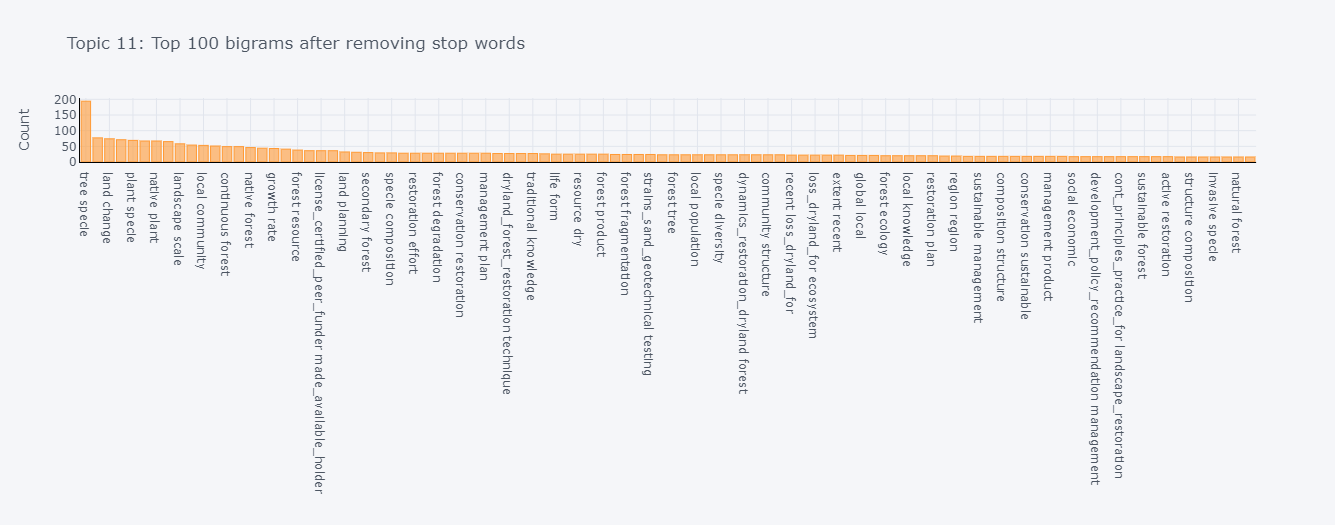 Topic 11: Top 100 bigrams after removing stop words
Count
200
150
100
50
0
tree specie
land change
plant specie
native plant
landscape scale
local community
continuous forest
native forest
growth rate
forest resource
license_certified_peer_funder made_available_holder
land planning
secondary forest
specie composition
restoration effort
forest degradation
conservation restoration
management plan
dryland_forest_restoration technique
traditional knowledge
life form
resource dry
forest product
forest fragmentation
strains_sand_geotechnical testing
forest tree
local population
specie diversity
dynamics_restoration_dryland forest
community structure
recent loss_dryland_for
loss_dryland_for ecosystem
extent recent
global local
forest ecology
local knowledge
restoration plan
region region
sustainable management
composition structure
conservation sustainable
management product
social economic
development_policy_recommendation management
cont_principles_practice_for landscape_restoration
sustainable forest
active restoration
structure composition
invasive specie
natural forest